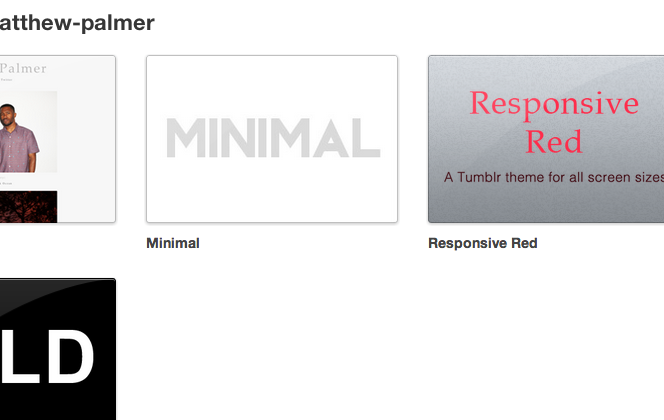 atthew-palmer
Palmer
MINIMAL
Responsive
Red
A Tumblr theme for all screen sizes
Minimal
Responsive Red
LD